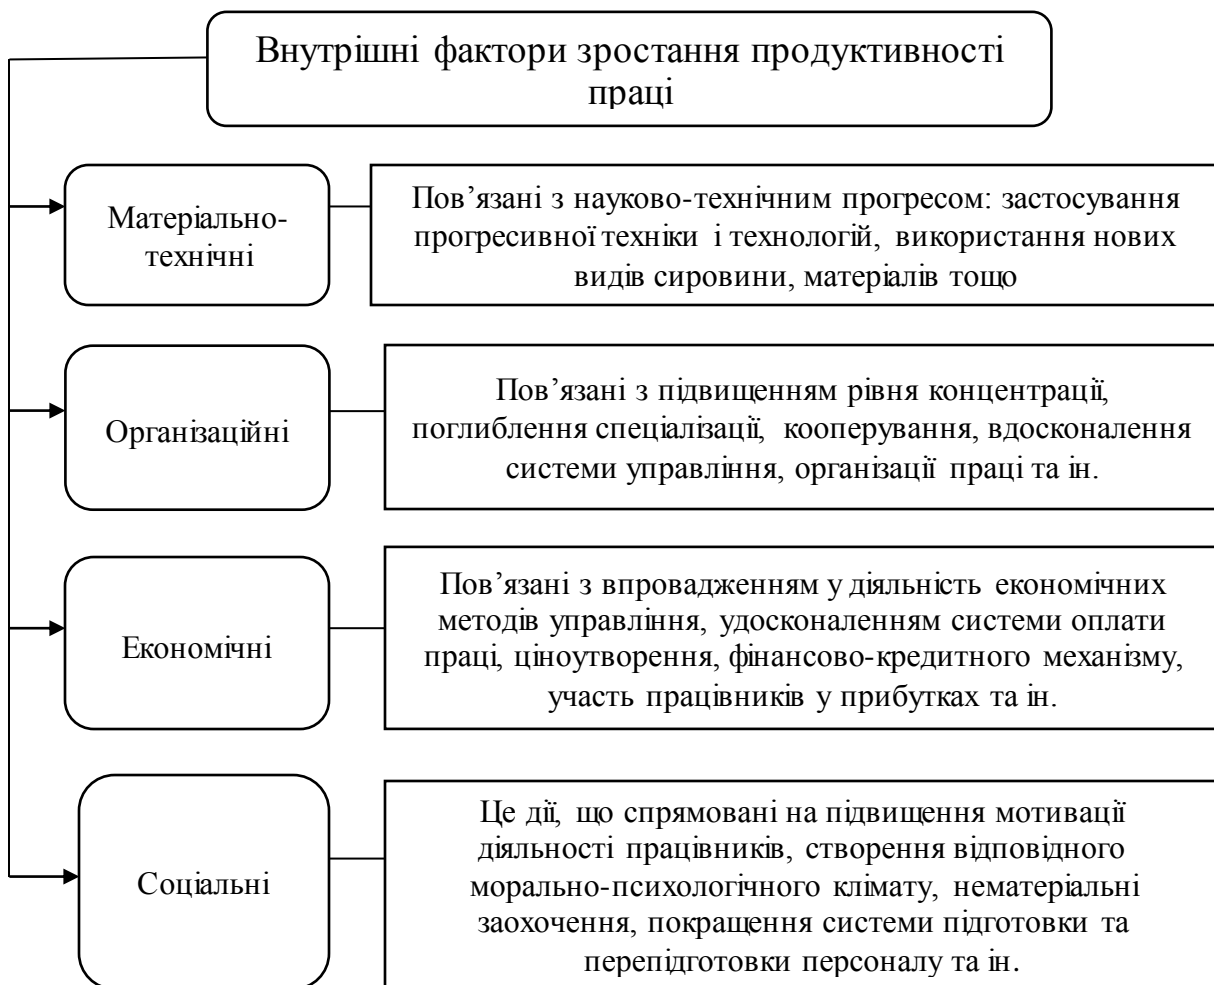 Внутрішні фактори зростання продуктивності
праці
Матеріально-
технічні
Пов’язані з науково-технічним прогресом: застосування
прогресивної техніки і технологій, використання нових
видів сировини, матеріалів тощо
Організаційні
Пов’язані з підвищенням рівня концентрації,
поглиблення спеціалізації, кооперування, вдосконалення
системи управління, організації праці та ін.
Економічні
Пов’язані з впровадженням у діяльність економічних
методів управління, удосконаленням системи оплати
праці, ціноутворення, фінансово-кредитного механізму,
участь працівників у прибутках та ін.
Соціальні
Це дії, що спрямовані на підвищення мотивації
діяльності працівників, створення відповідного
морально-психологічного клімату, нематеріальні
заохочення, покращення системи підготовки та
перепідготовки персоналу та ін.